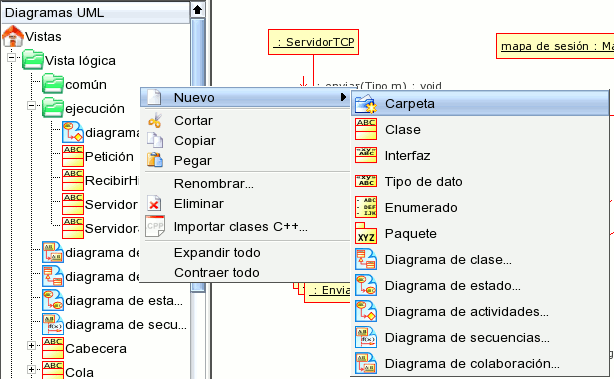 Diagramas UML
Vistas
Vista lógica
común
ejecución
diagrama
Petición
RecibirHi
Servidor
Servidor
diagrama de
diagrama de
diagrama de esta...
diagrama de secu...
Cabecera
Cola
: ServidorTCP
mapa de sesión : Ma
: enviar(Tipo m) : void
: Envia
Nuevo
Cortar
Copiar
Pegar
Renombrar...
Eliminar
Importar clases C++...
Expandir todo
Contraer todo
Carpeta
Clase
Interfaz
Tipo de dato
Enumerado
Paquete
Diagrama de clase...
Diagrama de estado...
Diagrama de actividades...
Diagrama de secuencias...
Diagrama de colaboración...